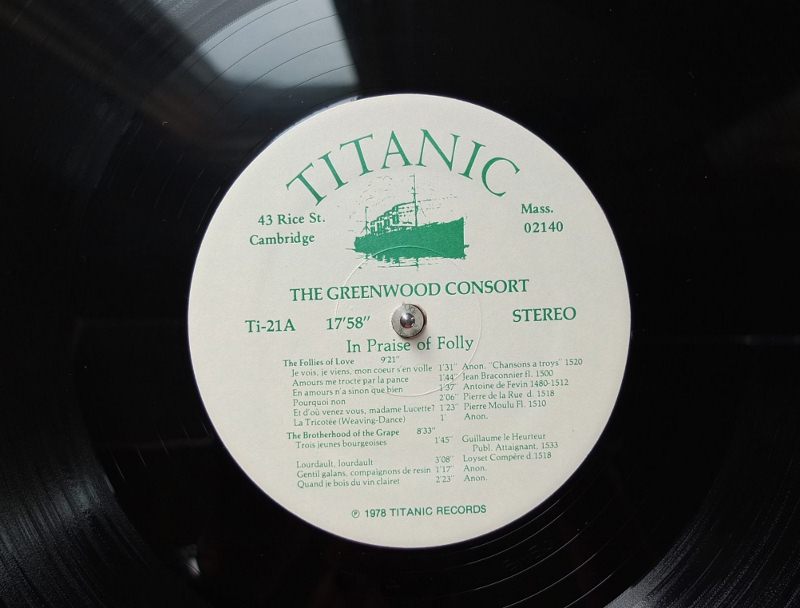 TITANIC
43 Rice St. Mass.
Cambridge 02140
THE GREENWOOD CONSORT
Ti-21A 17'58" STEREO
In Praise of Folly
The Follies of Love 9'21"
Je vois, je viens, mon coeur s'en volle 1'31" Anon. "Chansons a troys" 1520
Amours me trocte par la pance 1'44" Jean Braconnier fl. 1500
En amours n'a sinon que bien 1'37" Antoine de Fevin 1480-1512
Pourquoi non 2'06" Pierre de la Rue d. 1518
Et d'où venez vous, madame Lucette? 1'23" Pierre Moulu Fl. 1510
La Tricotée (Weaving-Dance) 1' Anon.
The Brotherhood of the Grape 8'33"
Trois jeunes bourgeoises 1'45" Guillaume le Heurteur
Publ. Attaignant, 1533
Lourdault, lourdault 3'08" Loyset Compère d.1518
Gentil galans, compaignons de resin 1'17" Anon.
Quand je bois du vin clairet 2'23" Anon.
℗ 1978 TITANIC RECORDS